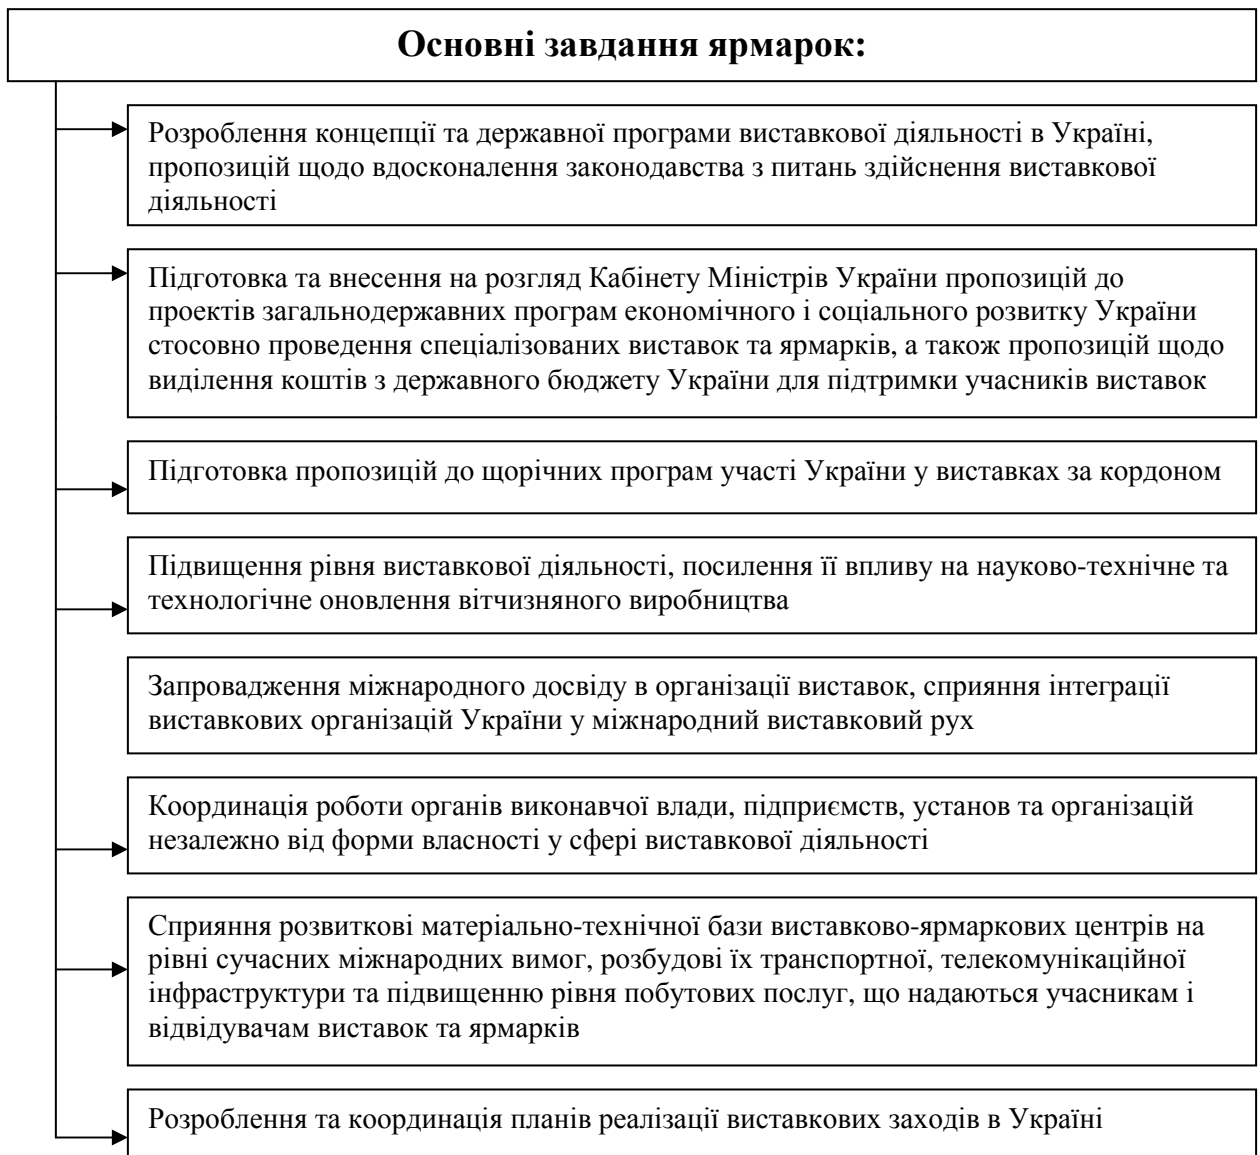 Основні завдання ярмарок:
Розроблення концепції та державної програми виставкової діяльності в Україні,
пропозицій щодо вдосконалення законодавства з питань здійснення виставкової
діяльності
Підготовка та внесення на розгляд Кабінету Міністрів України пропозицій до
проектів загальнодержавних програм економічного і соціального розвитку України
стосовно проведення спеціалізованих виставок та ярмарків, а також пропозицій щодо
виділення коштів з державного бюджету України для підтримки учасників виставок
Підготовка пропозицій до щорічних програм участі України у виставках за кордоном
Підвищення рівня виставкової діяльності, посилення її впливу на науково-технічне та
технологічне оновлення вітчизняного виробництва
Запровадження міжнародного досвіду в організації виставок, сприяння інтеграції
виставкових організацій України у міжнародний виставковий рух
Координація роботи органів виконавчої влади, підприємств, установ та організацій
незалежно від форми власності у сфері виставкової діяльності
Сприяння розвиткові матеріально-технічної бази виставково-ярмаркових центрів на
рівні сучасних міжнародних вимог, розбудові їх транспортної, телекомунікаційної
інфраструктури та підвищенню рівня побутових послуг, що надаються учасникам і
відвідувачам виставок та ярмарків
Розроблення та координація планів реалізації виставкових заходів в Україні